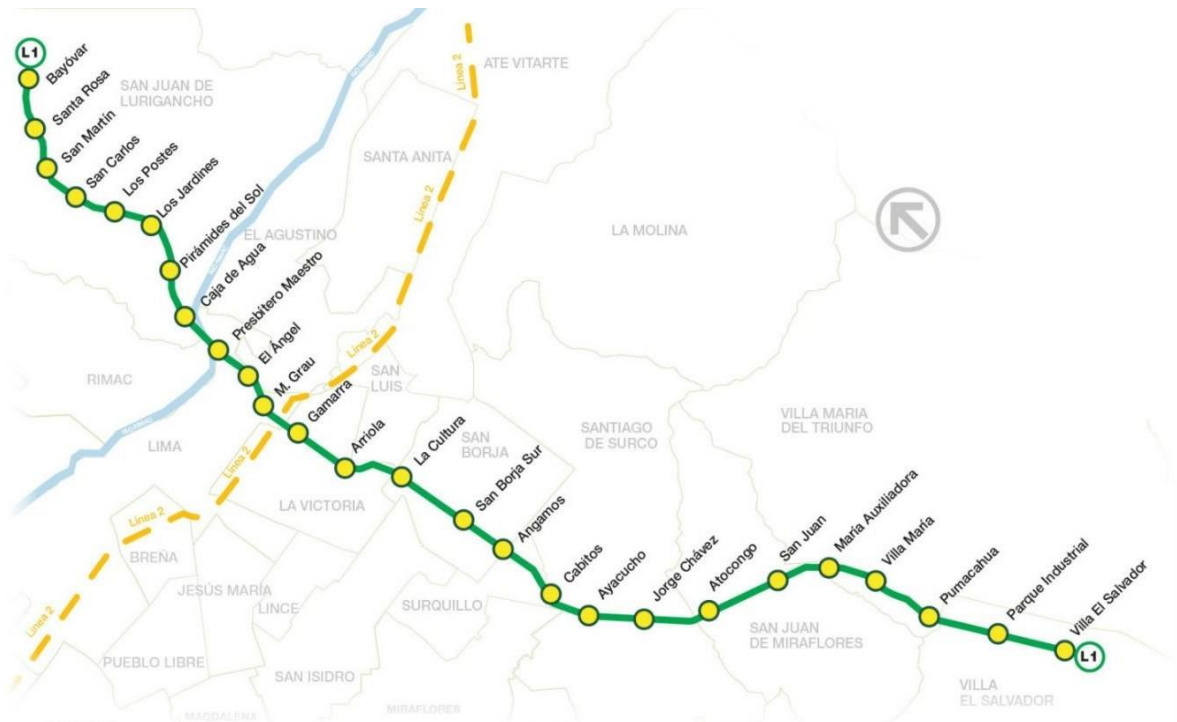 L1
Bayóvar
Santa Rosa
San Martín
San Carlos
Los Postes
Los Jardines
Pirámides del Sol
Caja de Agua
Presbítero Maestro
El Ángel
M. Grau
Gamarra
Arriola
La Cultura
San Borja Sur
Angamos
Cabitos
Ayacucho
Jorge Chávez
Atocongo
San Juan
María Auxiliadora
Villa María
Pumacahua
Parque Industrial
Villa El Salvador
L1
SAN JUAN DE
LURIGANCHO
ATE VITARTE
SANTA ANITA
EL AGUSTINO
LA MOLINA
RIMAC
LIMA
SAN
LUIS
SAN
BORJA
SANTIAGO
DE SURCO
VILLA MARIA
DEL TRIUNFO
LA VICTORIA
BREÑA
JESÚS MARÍA
LINCE
SURQUILLO
PUEBLO LIBRE
SAN ISIDRO
MAGDALENA
MIRAFLORES
SAN JUAN
DE MIRAFLORES
VILLA
EL SALVADOR
Línea 2
Línea 2
Línea 2
Línea 2
Línea 2
Línea 2